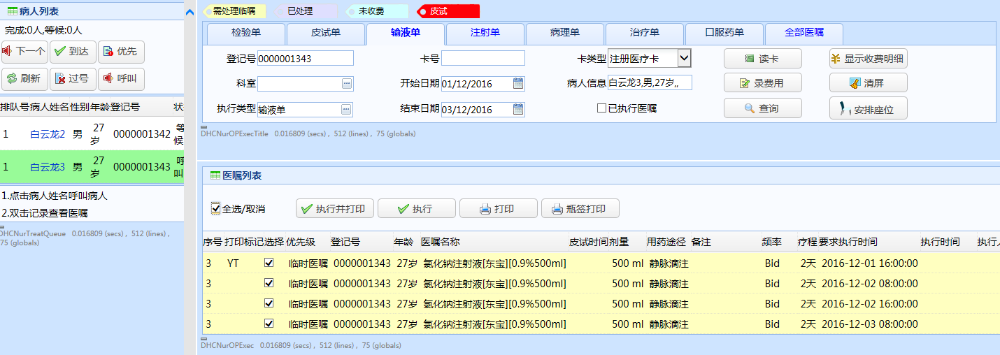 病人列表
完成:0人,等候:0人
下一个 到达 优先
刷新 过号 呼叫
排队号 病人姓名 性别 年龄 登记号 状
1 白云龙2 男 27岁 0000001342 等候
1 白云龙3 男 27岁 0000001343 呼叫
1.点击病人姓名呼叫病人
2.双击记录查看医嘱
DHCNurTreatQueue 0.016809 (secs) , 512 (lines) ,
75 (globals)
需处理临嘱 已处理 未收费 皮试
检验单 皮试单 输液单 注射单 病理单 治疗单 口服药单 全部医嘱
登记号 0000001343 卡号 卡类型 注册医疗卡 读卡 显示收费明细
科室 开始日期 01/12/2016 病人信息 白云龙3,男,27岁,, 录费用 清屏
执行类型 输液单 结束日期 03/12/2016 已执行医嘱 查询 安排座位
DHCNurOPExecTitle 0.016809 (secs) , 512 (lines) , 75 (globals)
医嘱列表
全选/取消 执行并打印 执行 打印 瓶签打印
序号 打印标记 选择 优先级 登记号 年龄 医嘱名称 皮试时间 剂量 用药途径 备注 频率 疗程 要求执行时间 执行时间 执行人
3 YT 临时医嘱 0000001343 27岁 氯化钠注射液[东宝][0.9%500ml] 500 ml 静脉滴注 Bid 2天 2016-12-01 16:00:00
3 临时医嘱 0000001343 27岁 氯化钠注射液[东宝][0.9%500ml] 500 ml 静脉滴注 Bid 2天 2016-12-02 08:00:00
3 临时医嘱 0000001343 27岁 氯化钠注射液[东宝][0.9%500ml] 500 ml 静脉滴注 Bid 2天 2016-12-02 16:00:00
3 临时医嘱 0000001343 27岁 氯化钠注射液[东宝][0.9%500ml] 500 ml 静脉滴注 Bid 2天 2016-12-03 08:00:00
DHCNurOPExec 0.016809 (secs) , 512 (lines) , 75 (globals)